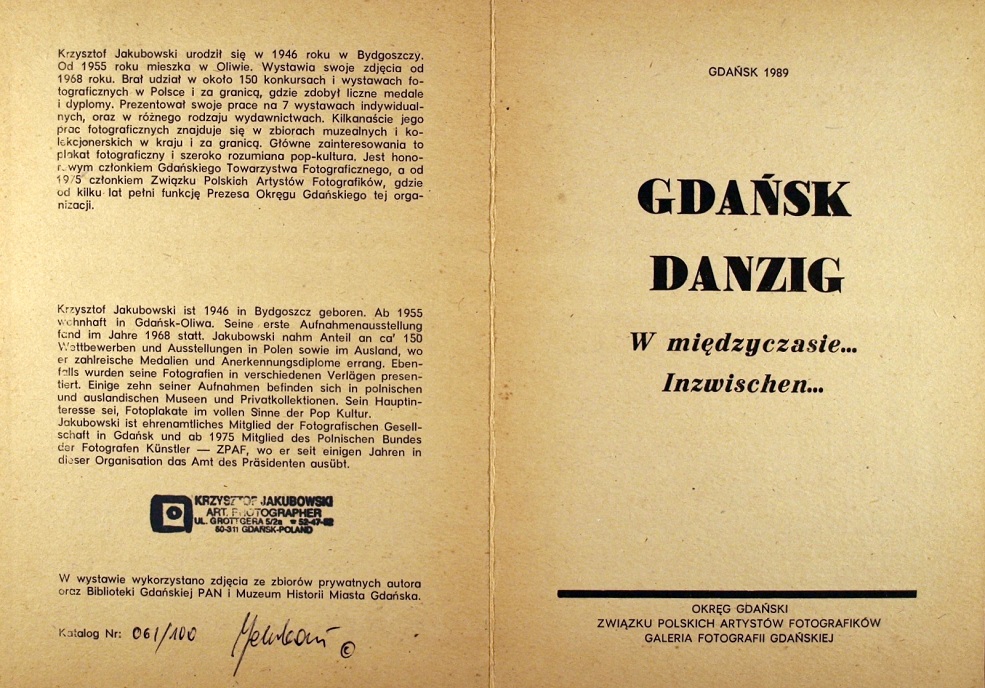 Krzysztof Jakubowski urodził się w 1946 roku w Bydgoszczy.
Od 1955 roku mieszka w Oliwie. Wystawia swoje zdjęcia od
1968 roku. Brał udział w około 150 konkursach i wystawach fo-
tograficznych w Polsce i za granicą, gdzie zdobył liczne medale
i dyplomy. Prezentował swoje prace na 7 wystawach indywidual-
nych, oraz w różnego rodzaju wydawnictwach. Kilkanaście jego
prac fotograficznych znajduje się w zbiorach muzealnych i ko-
lekcjonerskich w kraju i za granicą. Główne zainteresowania to
plakat fotograficzny i szeroko rozumiana pop-kultura. Jest hono-
rowym członkiem Gdańskiego Towarzystwa Fotograficznego, a od
1975 członkiem Związku Polskich Artystów Fotografików, gdzie
od kilku lat pełni funkcję Prezesa Okręgu Gdańskiego tej orga-
nizacji.
Krzysztof Jakubowski ist 1946 in Bydgoszcz geboren. Ab 1955
wohnhaft in Gdańsk-Oliwa. Seine erste Aufnahmenausstellung
fand im Jahre 1968 statt. Jakubowski nahm Anteil an ca' 150
Wettbewerben und Ausstellungen in Polen sowie im Ausland, wo
er zahlreische Medalien und Anerkennungsdiplome errang. Eben-
falls wurden seine Fotografien in verschiedenen Verlägen presen-
tiert. Einige zehn seiner Aufnahmen befinden sich in polnischen
und auslandischen Museen und Privatkollektionen. Sein Hauptin-
teresse sei, Fotoplakate im vollen Sinne der Pop Kultur.
Jakubowski ist ehrenamtliches Mitglied der Fotografischen Gesell-
schaft in Gdańsk und ab 1975 Mitglied des Polnischen Bundes
der Fotografen Künstler — ZPAF, wo er seit einigen Jahren in
dieser Organisation das Amt des Präsidenten ausübt.
KRZYSZTOF JAKUBOWSKI
ART. PHOTOGRAPHER
UL. GROTTGERA 5/2a ☎ 52-47-82
80-311 GDAŃSK-POLAND
W wystawie wykorzystano zdjęcia ze zbiorów prywatnych autora
oraz Biblioteki Gdańskiej PAN i Muzeum Historii Miasta Gdańska.
Katalog Nr: 061/100 ©
GDAŃSK 1989
GDAŃSK
DANZIG
W międzyczasie...
Inzwischen...
OKRĘG GDAŃSKI
ZWIĄZKU POLSKICH ARTYSTÓW FOTOGRAFIKÓW
GALERIA FOTOGRAFII GDAŃSKIEJ